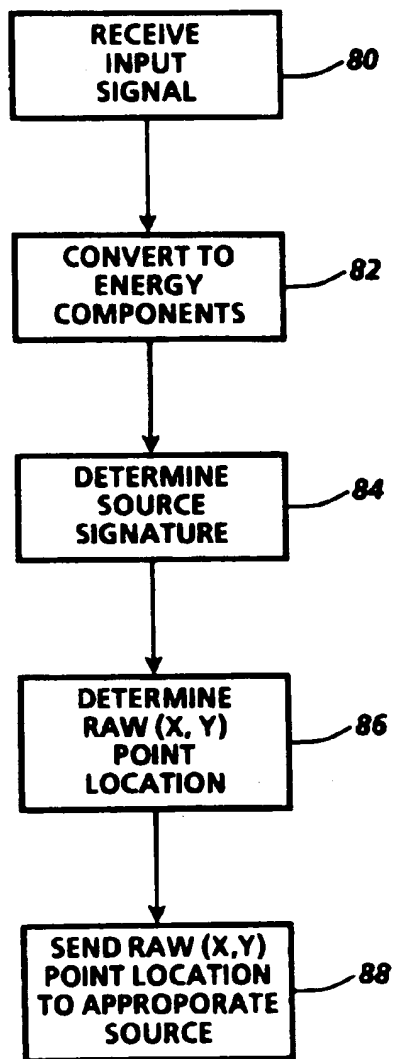 RECEIVE
INPUT
SIGNAL
80
CONVERT TO
ENERGY
COMPONENTS
82
DETERMINE
SOURCE
SIGNATURE
84
DETERMINE
RAW (X, Y)
POINT
LOCATION
86
SEND RAW (X,Y)
POINT LOCATION
TO APPROPORATE
SOURCE
88